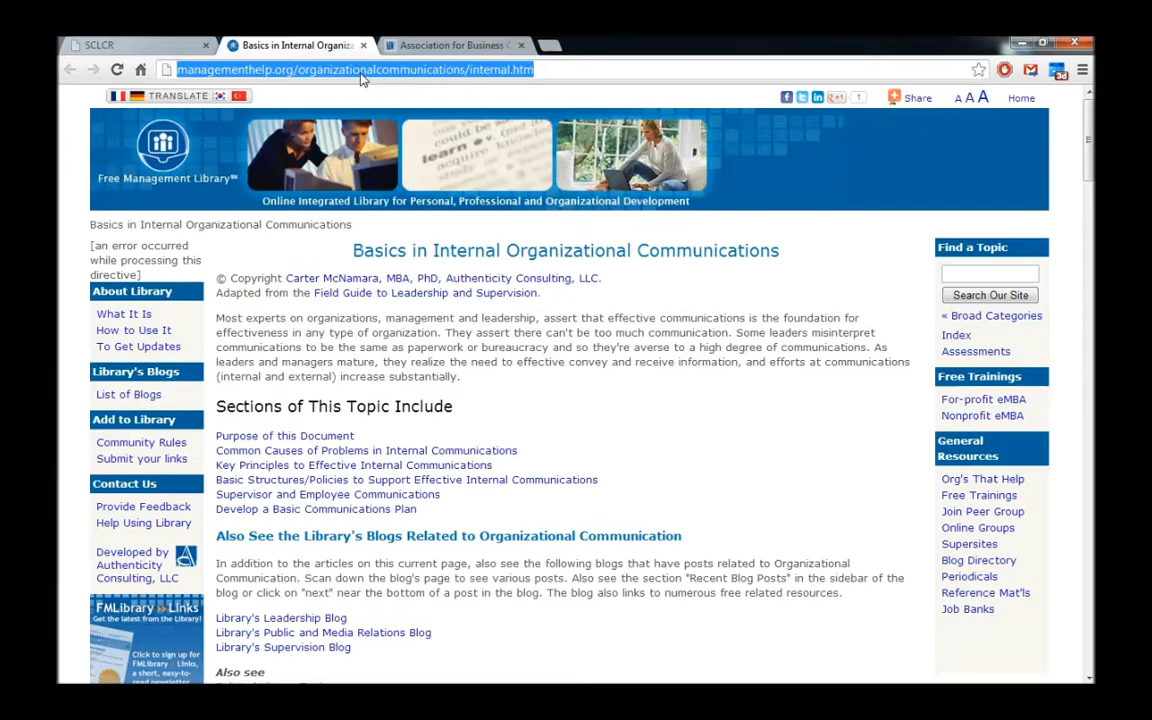 SCLCR
Basics in Internal Organiza
Association for Business C
managementhelp.org/organizationalcommunications/internal.htm
TRANSLATE
1
Share
A A A
Home
Free Management Library™
learn
acquire
Online Integrated Library for Personal, Professional and Organizational Development
Basics in Internal Organizational Communications
[an error occurred
while processing this
directive]
About Library
What It Is
How to Use It
To Get Updates
Library's Blogs
List of Blogs
Add to Library
Community Rules
Submit your links
Contact Us
Provide Feedback
Help Using Library
Developed by
Authenticity
Consulting, LLC
FMLibrary Links
Get the latest from the Library!
Click to sign up for
FMLibrary Links,
a short, easy-to-
read newsletter
Basics in Internal Organizational Communications
© Copyright Carter McNamara, MBA, PhD, Authenticity Consulting, LLC.
Adapted from the Field Guide to Leadership and Supervision.
Most experts on organizations, management and leadership, assert that effective communications is the foundation for
effectiveness in any type of organization. They assert there can't be too much communication. Some leaders misinterpret
communications to be the same as paperwork or bureaucracy and so they're averse to a high degree of communications. As
leaders and managers mature, they realize the need to effective convey and receive information, and efforts at communications
(internal and external) increase substantially.
Sections of This Topic Include
Purpose of this Document
Common Causes of Problems in Internal Communications
Key Principles to Effective Internal Communications
Basic Structures/Policies to Support Effective Internal Communications
Supervisor and Employee Communications
Develop a Basic Communications Plan
Also See the Library's Blogs Related to Organizational Communication
In addition to the articles on this current page, also see the following blogs that have posts related to Organizational
Communication. Scan down the blog's page to see various posts. Also see the section "Recent Blog Posts" in the sidebar of the
blog or click on "next" near the bottom of a post in the blog. The blog also links to numerous free related resources.
Library's Leadership Blog
Library's Public and Media Relations Blog
Library's Supervision Blog
Also see
Find a Topic
Search Our Site
« Broad Categories
Index
Assessments
Free Trainings
For-profit eMBA
Nonprofit eMBA
General
Resources
Org's That Help
Free Trainings
Join Peer Group
Online Groups
Supersites
Blog Directory
Periodicals
Reference Mat'ls
Job Banks